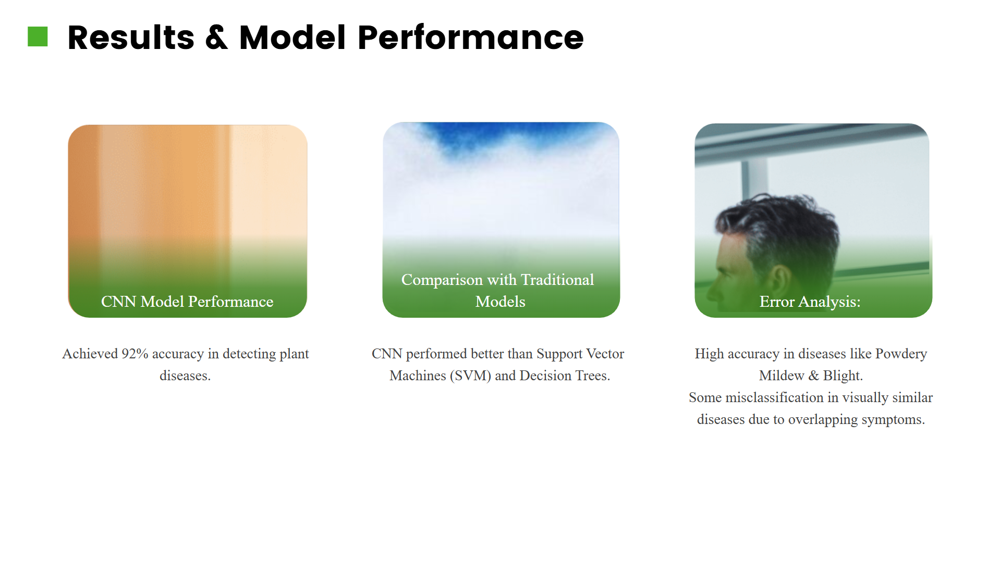 Results & Model Performance
CNN Model Performance
Achieved 92% accuracy in detecting plant
diseases.
Comparison with Traditional
Models
CNN performed better than Support Vector
Machines (SVM) and Decision Trees.
Error Analysis:
High accuracy in diseases like Powdery
Mildew & Blight.
Some misclassification in visually similar
diseases due to overlapping symptoms.